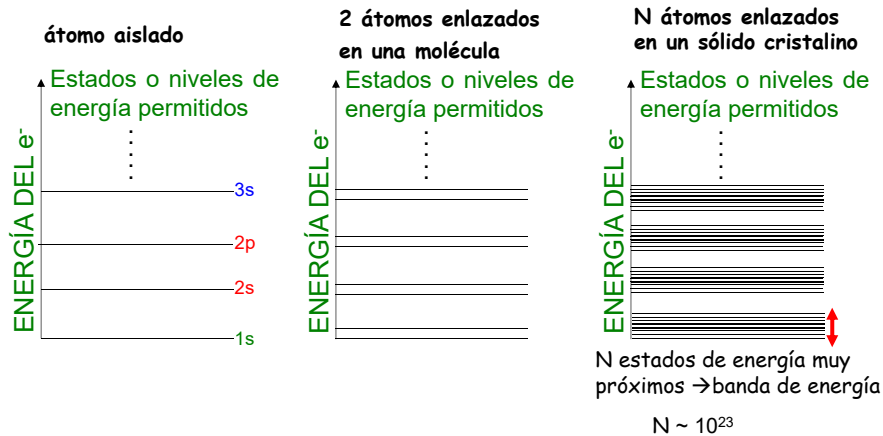 átomo aislado
Estados o niveles de
energía permitidos
ENERGÍA DEL e-
3s
2p
2s
1s
2 átomos enlazados
en una molécula
Estados o niveles de
energía permitidos
ENERGÍA DEL e-
N átomos enlazados
en un sólido cristalino
Estados o niveles de
energía permitidos
ENERGÍA DEL e-
N estados de energía muy
próximos →banda de energía
N ~ 10²³